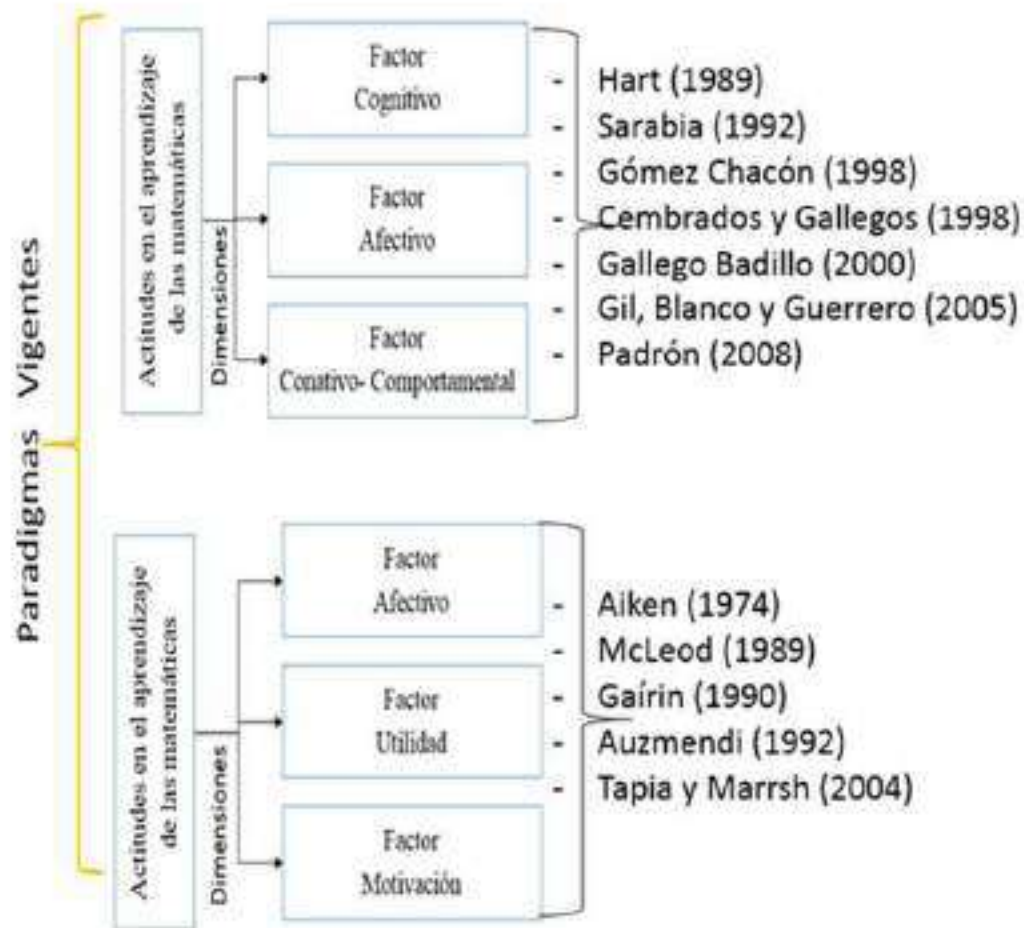 Paradigmas Vigentes
Actitudes en el aprendizaje
de las matemáticas
Dimensiones
Factor
Cognitivo
Factor
Afectivo
Factor
Conativo- Comportamental
- Hart (1989)
- Sarabia (1992)
- Gómez Chacón (1998)
- Cembrados y Gallegos (1998)
- Gallego Badillo (2000)
- Gil, Blanco y Guerrero (2005)
- Padrón (2008)
Actitudes en el aprendizaje
de las matemáticas
Dimensiones
Factor
Afectivo
Factor
Utilidad
Factor
Motivación
- Aiken (1974)
- McLeod (1989)
- Gaírin (1990)
- Auzmendi (1992)
- Tapia y Marrsh (2004)